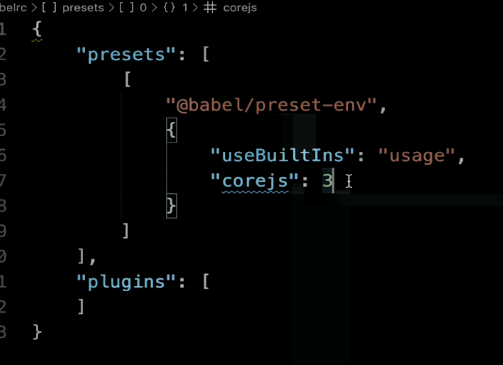 belrc > [ ] presets > [ ] 0 > {} 1 > # corejs
1 {
2 "presets": [
3 [
4 "@babel/preset-env",
5 {
6 "useBuiltIns": "usage",
7 "corejs": 3
8 }
9 ]
0 ],
1 "plugins": [
2 ]
3 }